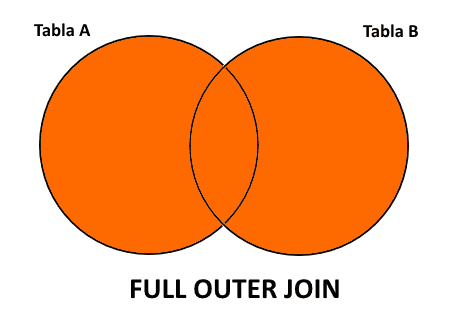 Tabla A
Tabla B
FULL OUTER JOIN